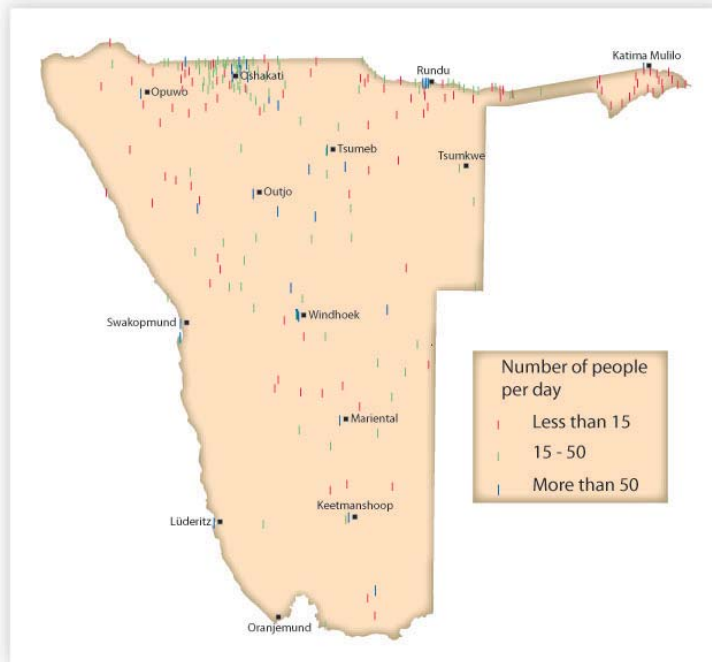 Katima Mulilo
Rundu
Oshakati
Opuwo
Tsumeb
Tsumkwe
Outjo
Windhoek
Swakopmund
Number of people
per day
Less than 15
15 - 50
More than 50
Mariental
Keetmanshoop
Lüderitz
Oranjemund